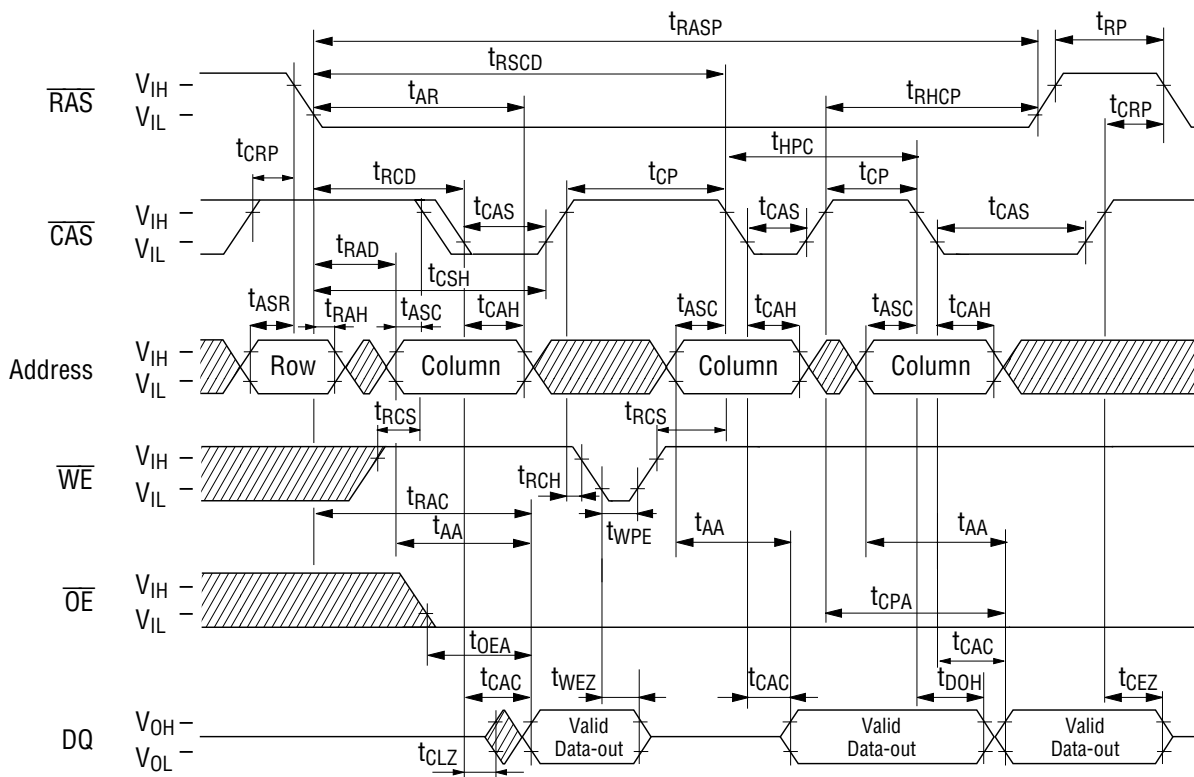 tRASP
tRP
tRSCD
RAS
VIH
VIL
tAR
tRHCP
tCRP
tCRP
tHPC
tRCD
tCP
tCP
CAS
VIH
VIL
tCAS
tCAS
tCAS
tRAD
tCSH
tASR
tRAH
tASC
tCAH
tASC
tCAH
tASC
tCAH
Address
VIH
VIL
Row
Column
Column
Column
tRCS
tRCS
WE
VIH
VIL
tRCH
tRAC
tWPE
tAA
tAA
tAA
OE
VIH
VIL
tCPA
tOEA
tCAC
tCAC
tWEZ
tCAC
tDOH
tCEZ
DQ
VOH
VOL
Valid
Data-out
Valid
Data-out
Valid
Data-out
tCLZ